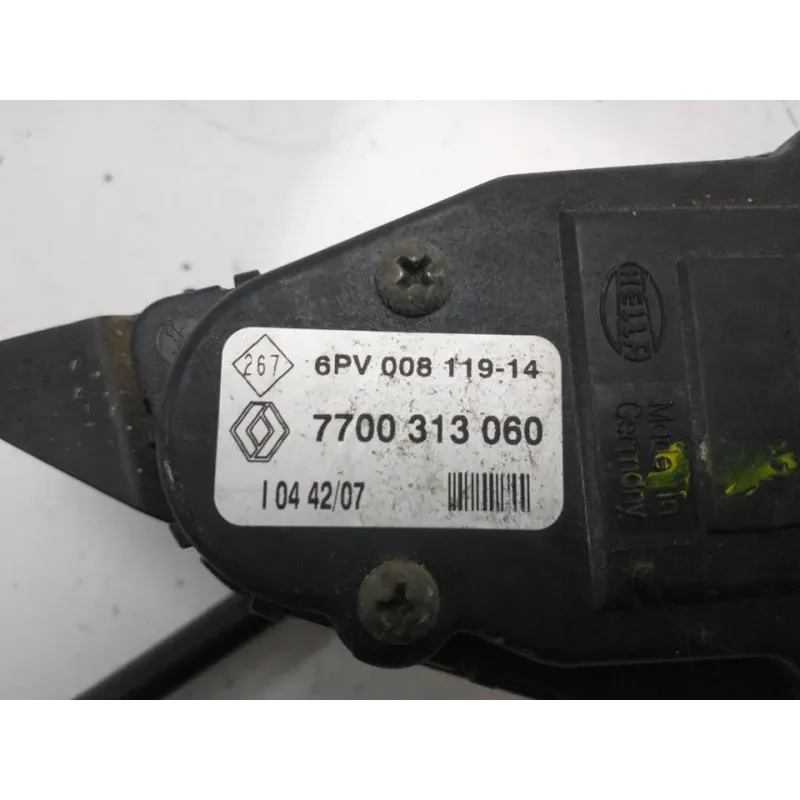 267
6PV 008 119-14
7700 313 060
I 04 42/07
HELLA
Made in
Germany